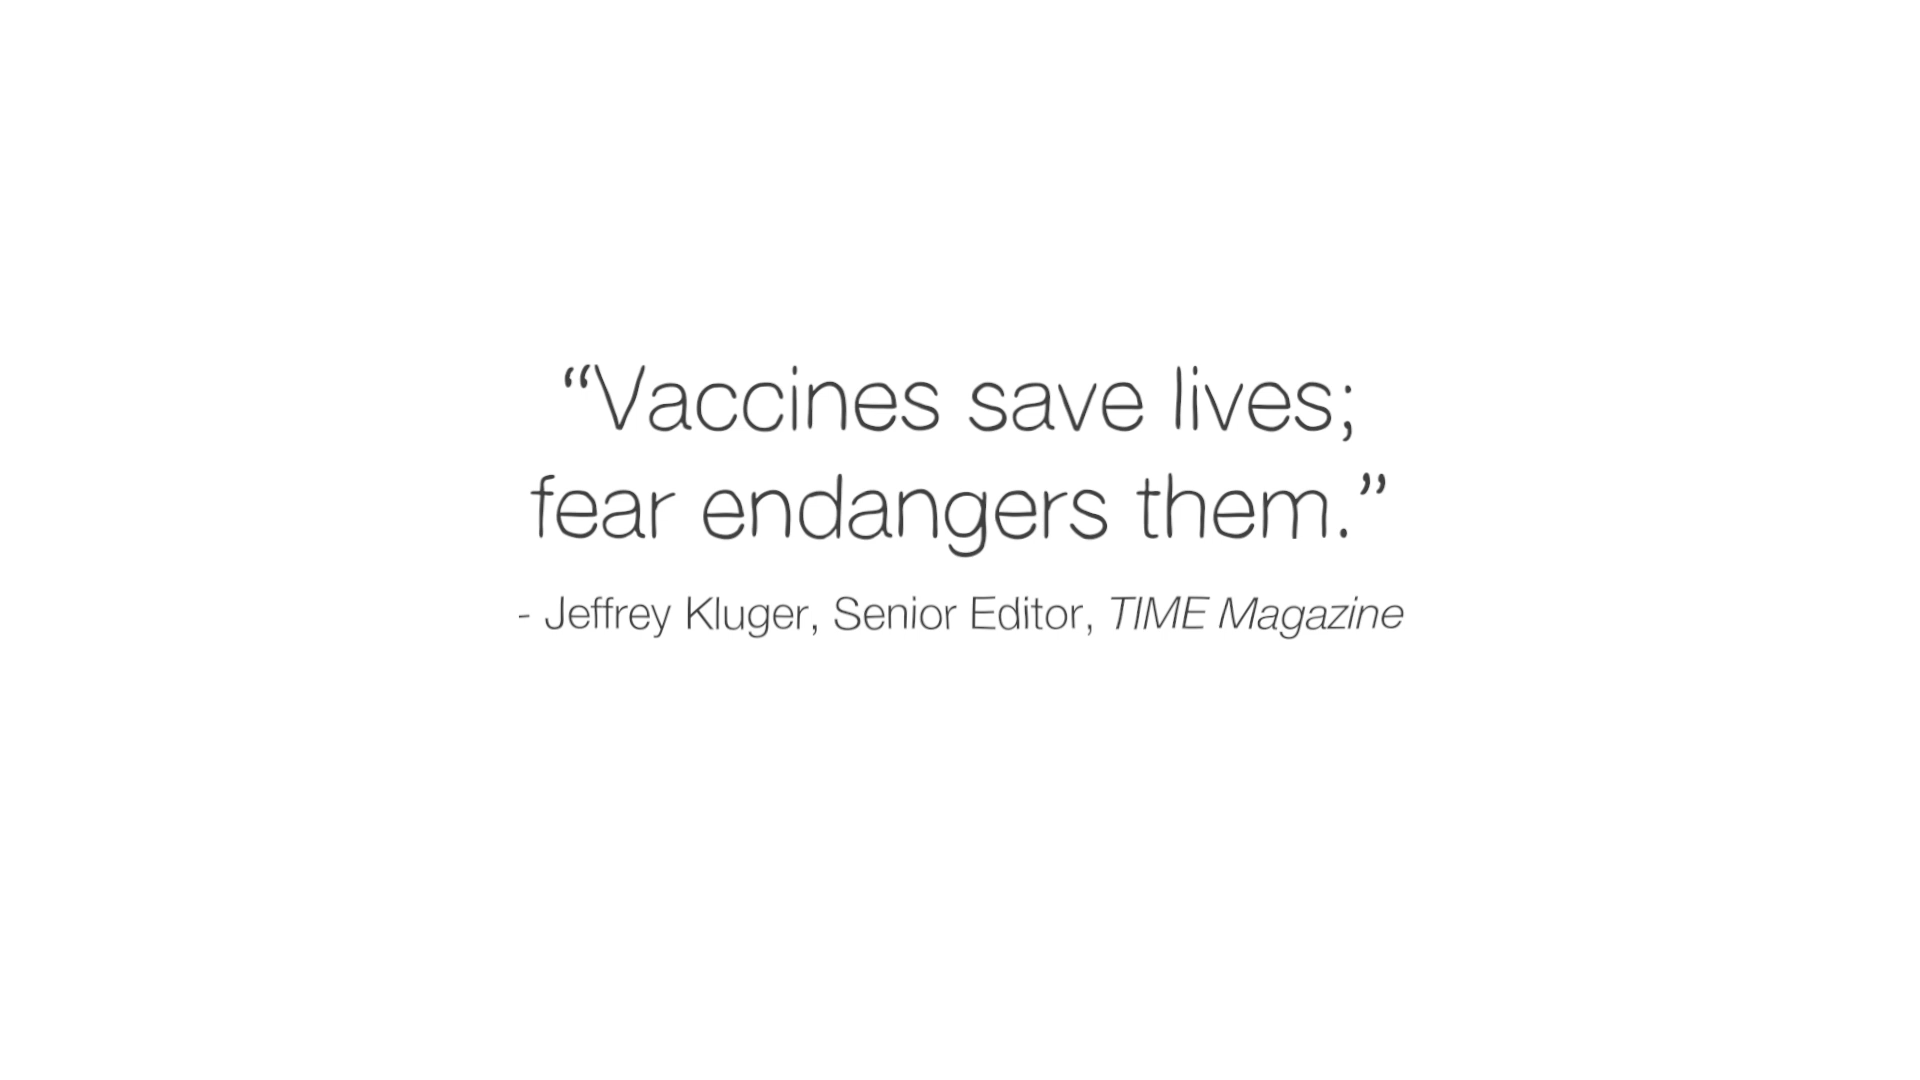 “Vaccines save lives;
fear endangers them.”
- Jeffrey Kluger, Senior Editor, TIME Magazine